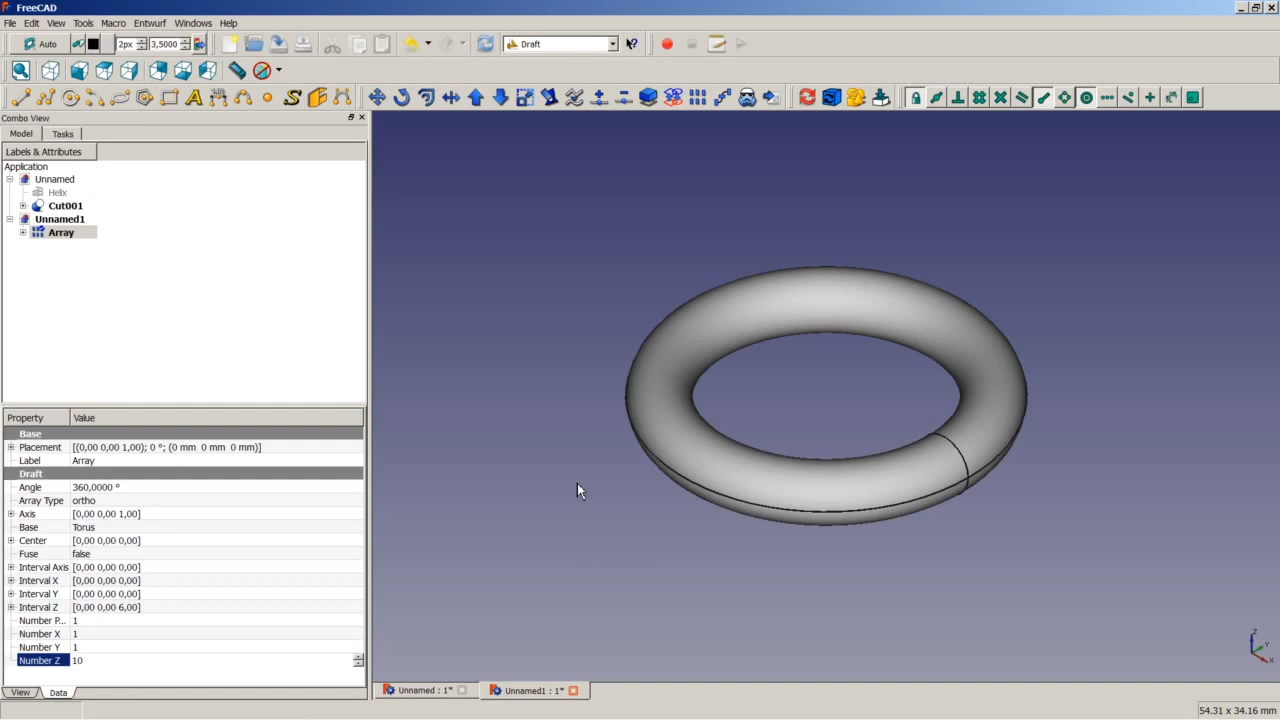 FreeCAD
File Edit View Tools Macro Entwurf Windows Help
Auto 2px 3,5000 Draft
Combo View
Model Tasks
Labels & Attributes
Application
Unnamed
Helix
Cut001
Unnamed1
Array
Property Value
Base
Placement [(0,00 0,00 1,00); 0 °; (0 mm 0 mm 0 mm)]
Label Array
Draft
Angle 360,0000 °
Array Type ortho
Axis [0,00 0,00 1,00]
Base Torus
Center [0,00 0,00 0,00]
Fuse false
Interval Axis [0,00 0,00 0,00]
Interval X [0,00 0,00 0,00]
Interval Y [0,00 0,00 0,00]
Interval Z [0,00 0,00 6,00]
Number P... 1
Number X 1
Number Y 1
Number Z 10
View Data
Unnamed : 1* Unnamed1 : 1*
Z
Y
X
54.31 x 34.16 mm